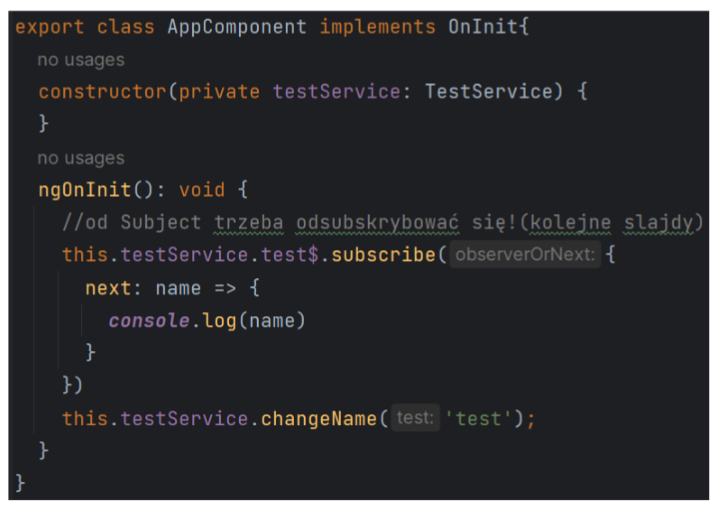 export class AppComponent implements OnInit{
no usages
constructor(private testService: TestService) {
}
no usages
ngOnInit(): void {
//od Subject trzeba odsubskrybować się!(kolejne slajdy)
this.testService.test$.subscribe( observerOrNext: {
next: name => {
console.log(name)
}
})
this.testService.changeName( test: 'test');
}
}